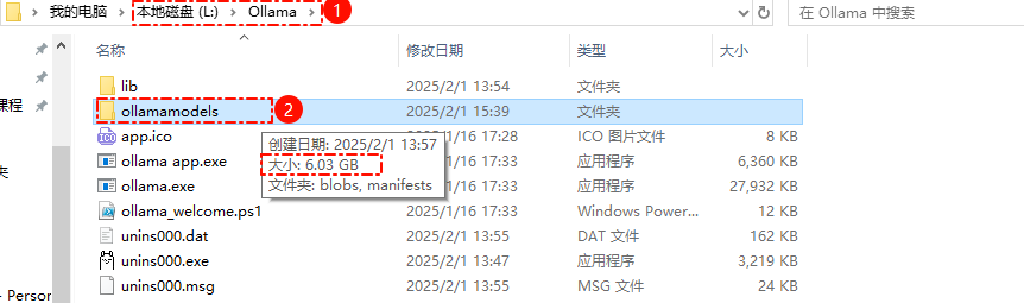 我的电脑 › 本地磁盘 (L:) › Ollama › 1 在 Ollama 中搜索
名称 修改日期 类型 大小
lib 2025/2/1 13:54 文件夹
ollamamodels 2 2025/2/1 15:39 文件夹
app.ico 1/16 17:28 ICO 图片文件 8 KB
创建日期: 2025/2/1 13:57
大小: 6.03 GB
文件夹: blobs, manifests
ollama app.exe 1/16 17:33 应用程序 6,360 KB
ollama.exe 1/16 17:33 应用程序 27,932 KB
ollama_welcome.ps1 2025/1/16 17:33 Windows Power... 12 KB
unins000.dat 2025/2/1 13:55 DAT 文件 162 KB
unins000.exe 2025/2/1 13:47 应用程序 3,219 KB
unins000.msg 2025/2/1 13:55 MSG 文件 24 KB
课程
夹
- Person